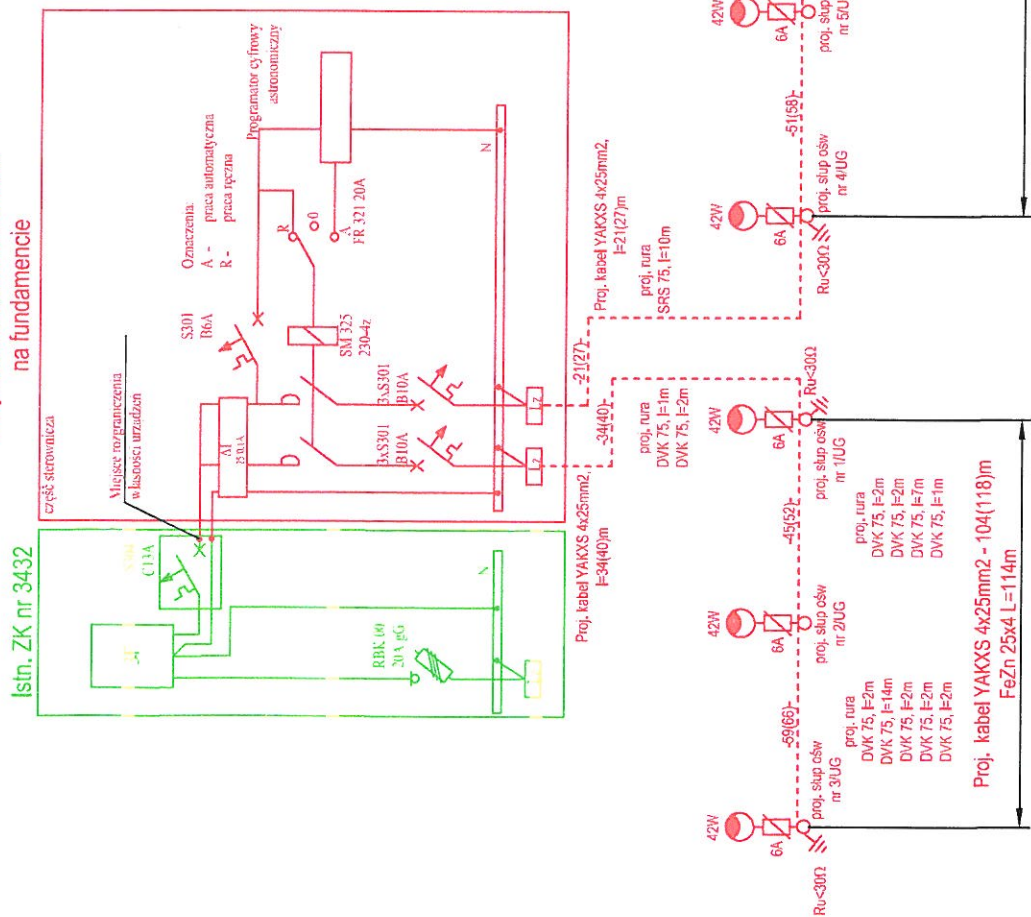 na fundamencie
część sterownicza
Miejsce rozgraniczenia
własności urządzeń
Oznaczenia:
A - praca automatyczna
R - praca ręczna
S301
B6A
Programator cyfrowy
astronomiczny
R
0
A
FR 321 20A
SM 325
230-4z
3xS301
B10A
3xS301
B10A
N
Lz
Lz
Istn. ZK nr 3432
C13A
RBK 00
20A gG
N
Proj. kabel YAKXS 4x25mm2,
l=34(40)m
-34(40)-
-21(27)-
Proj. kabel YAKXS 4x25mm2,
l=21(27)m
proj. rura
SRS 75, l=10m
proj. rura
DVK 75, l=1m
DVK 75, l=2m
42W
6A
proj. słup ośw
nr 3/UG
Ru<30Ω
-59(66)-
42W
6A
proj. słup ośw
nr 2/UG
-45(52)-
42W
6A
proj. słup ośw
nr 1/UG
Ru<30Ω
42W
6A
proj. słup ośw
nr 4/UG
Ru<30Ω
-51(58)-
42W
6A
proj. słup
nr 5/U
proj. rura
DVK 75, l=2m
DVK 75, l=14m
DVK 75, l=2m
DVK 75, l=2m
DVK 75, l=2m
proj. rura
DVK 75, l=2m
DVK 75, l=2m
DVK 75, l=7m
DVK 75, l=1m
Proj. kabel YAKXS 4x25mm2 - 104(118)m
FeZn 25x4 L=114m